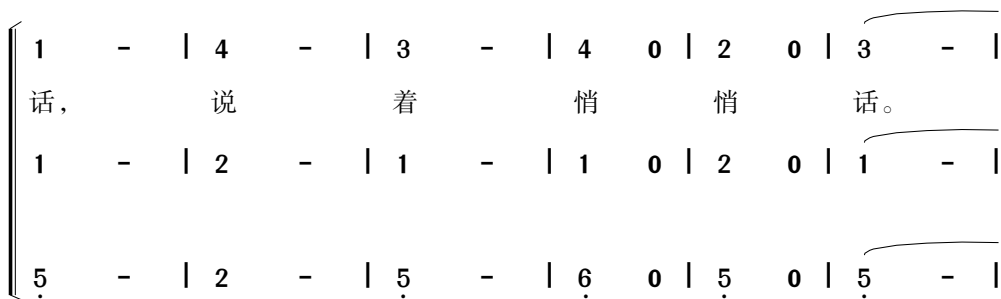 1 - | 4 - | 3 - | 4 0 | 2 0 | 3 - |
话， 说 着 悄 悄 话。
1 - | 2 - | 1 - | 1 0 | 2 0 | 1 - |
5̣ - | 2 - | 5̣ - | 6̣ 0 | 5̣ 0 | 5̣ - |